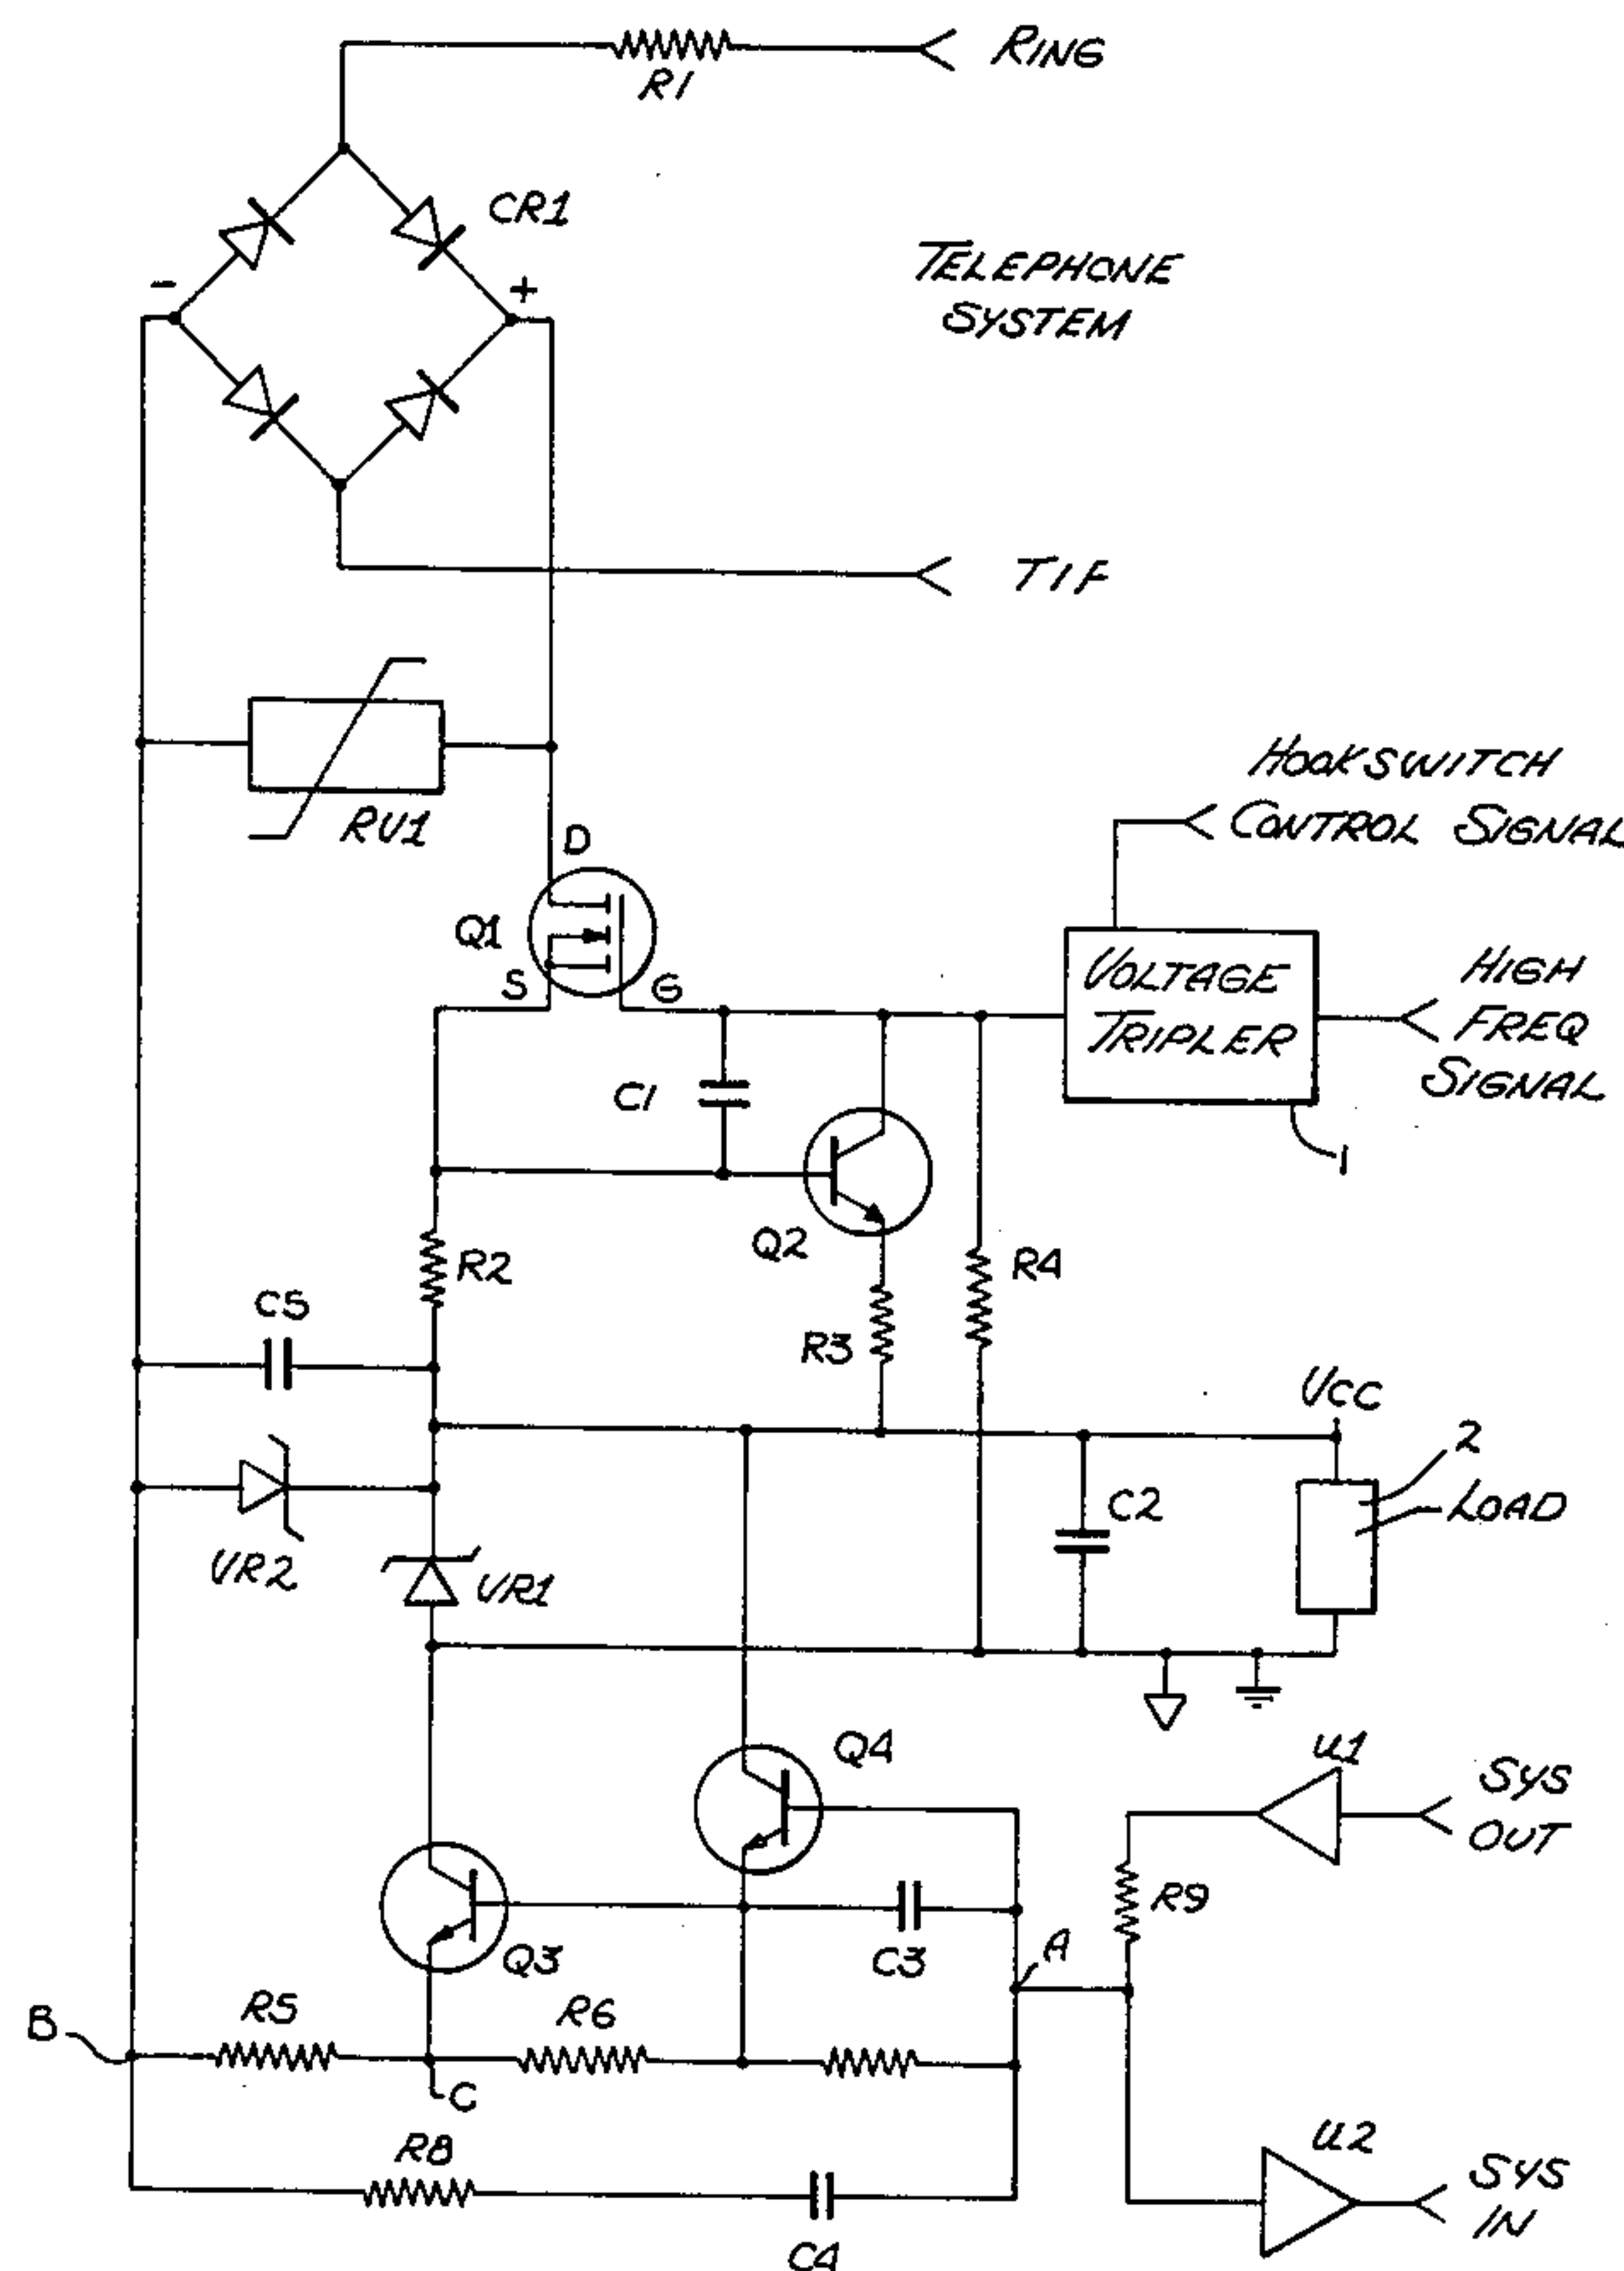 RING
R1
CR1
-
+
TELEPHONE
SYSTEM
TIP
RV1
HOOKSWITCH
CONTROL SIGNAL
D
Q1
S
G
VOLTAGE
TRIPLER
HIGH
FREQ
SIGNAL
C1
1
Q2
R2
R4
C5
R3
VCC
2
C2
LOAD
VR2
VR1
Q4
U1
SYS
OUT
R9
Q3
C3
A
B
R5
R6
C
R8
U2
SYS
IN
C4